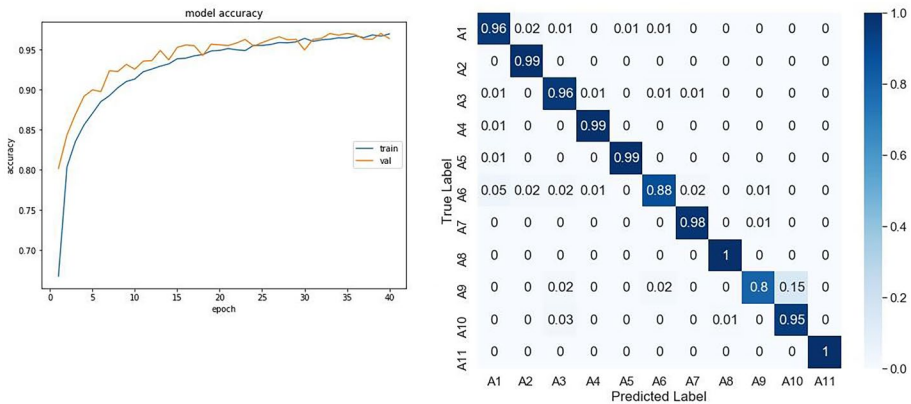 model accuracy
0.95
0.90
0.85
0.80
0.75
0.70
accuracy
train
val
0 5 10 15 20 25 30 35 40
epoch
True Label
A1 0.96 0.02 0.01 0 0.01 0.01 0 0 0 0 0
A2 0 0.99 0 0 0 0 0 0 0 0 0
A3 0.01 0 0.96 0.01 0 0.01 0.01 0 0 0 0
A4 0.01 0 0 0.99 0 0 0 0 0 0 0
A5 0.01 0 0 0 0.99 0 0 0 0 0 0
A6 0.05 0.02 0.02 0.01 0 0.88 0.02 0 0.01 0 0
A7 0 0 0 0 0 0 0.98 0 0.01 0 0
A8 0 0 0 0 0 0 0 1 0 0 0
A9 0 0 0.02 0 0 0.02 0 0 0.8 0.15 0
A10 0 0 0.03 0 0 0 0 0.01 0 0.95 0
A11 0 0 0 0 0 0 0 0 0 0 1
A1 A2 A3 A4 A5 A6 A7 A8 A9 A10 A11
Predicted Label
1.0
0.8
0.6
0.4
0.2
0.0